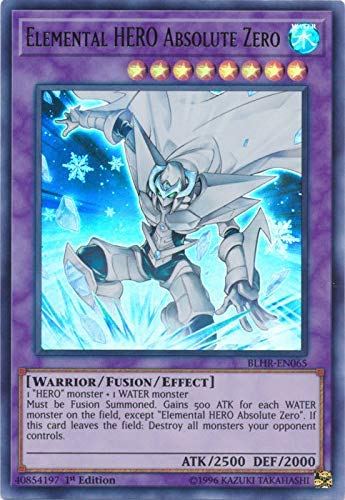 Elemental HERO Absolute Zero
WATER
水
BLHR-EN065
[WARRIOR/FUSION/EFFECT]
1 "HERO" monster + 1 WATER monster
Must be Fusion Summoned. Gains 500 ATK for each WATER
monster on the field, except "Elemental HERO Absolute Zero". If
this card leaves the field: Destroy all monsters your opponent
controls.
ATK/2500 DEF/2000
40854197 1st Edition ©1996 KAZUKI TAKAHASHI